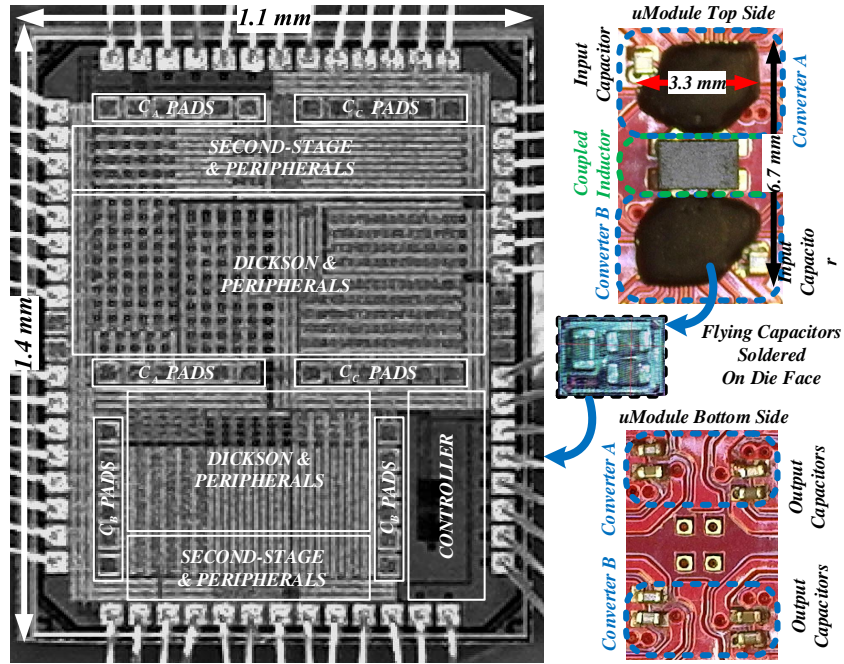 1.1 mm
1.4 mm
C_A PADS
C_C PADS
SECOND-STAGE
& PERIPHERALS
DICKSON &
PERIPHERALS
C_A PADS
C_C PADS
C_B PADS
DICKSON &
PERIPHERALS
C_B PADS
CONTROLLER
SECOND-STAGE
& PERIPHERALS
uModule Top Side
Input
Capacitor
3.3 mm
Converter A
Coupled
Inductor
6.7 mm
Converter B
Input
Capacito
r
Flying Capacitors
Soldered
On Die Face
uModule Bottom Side
Converter A
Output
Capacitors
Converter B
Output
Capacitors